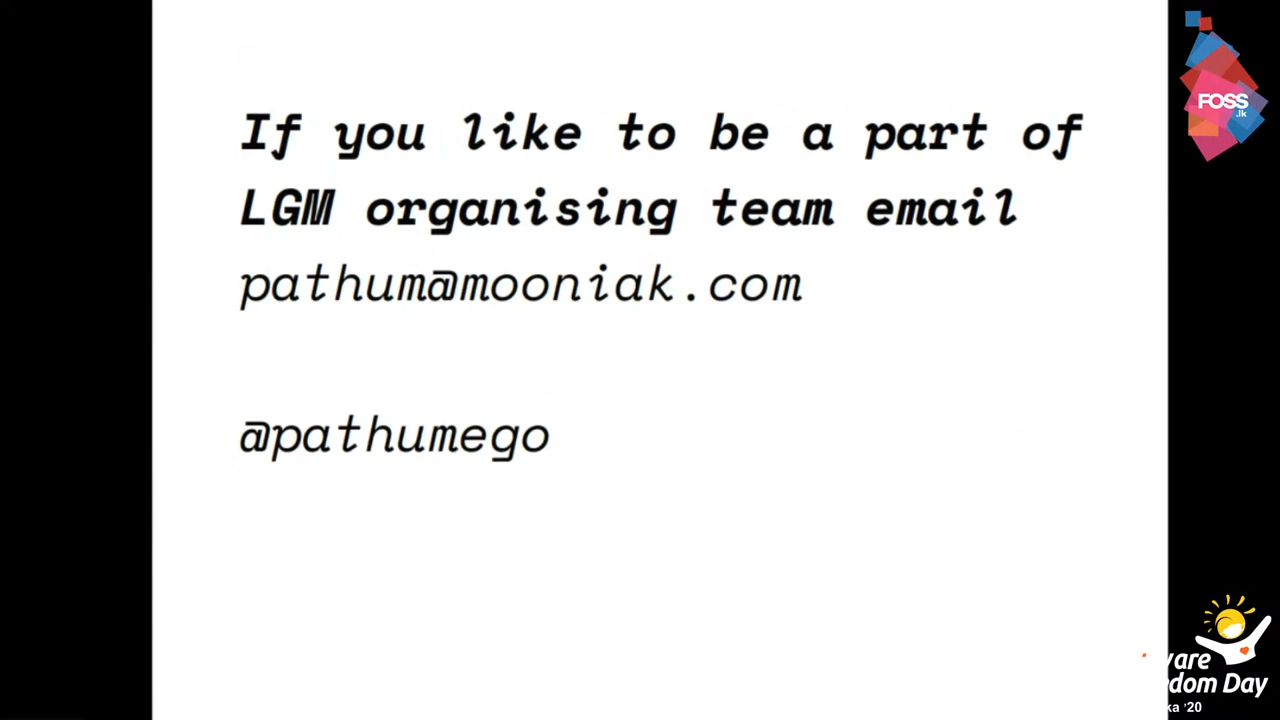 If you like to be a part of
LGM organising team email
pathum@mooniak.com
@pathumego
FOSS
.lk
Day
'20